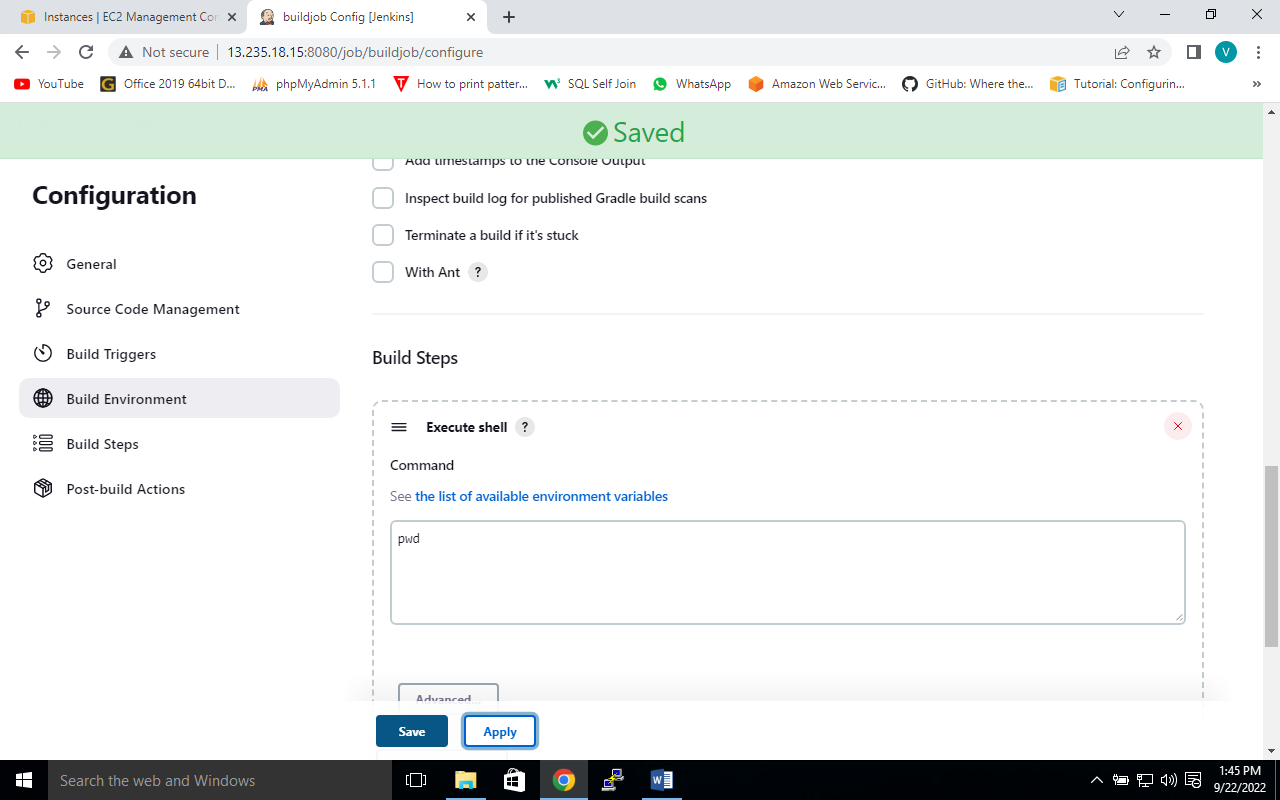 Instances | EC2 Management Con
buildjob Config [Jenkins]
Not secure
13.235.18.15:8080/job/buildjob/configure
V
YouTube
Office 2019 64bit D...
phpMyAdmin 5.1.1
How to print patter...
SQL Self Join
WhatsApp
Amazon Web Servic...
GitHub: Where the...
Tutorial: Configurin...
»
Saved
Add timestamps to the Console Output
Configuration
Inspect build log for published Gradle build scans
Terminate a build if it's stuck
With Ant ?
General
Source Code Management
Build Triggers
Build Environment
Build Steps
Post-build Actions
Build Steps
Execute shell ?
Command
See the list of available environment variables
pwd
Advanced...
Save
Apply
Search the web and Windows
1:45 PM
9/22/2022